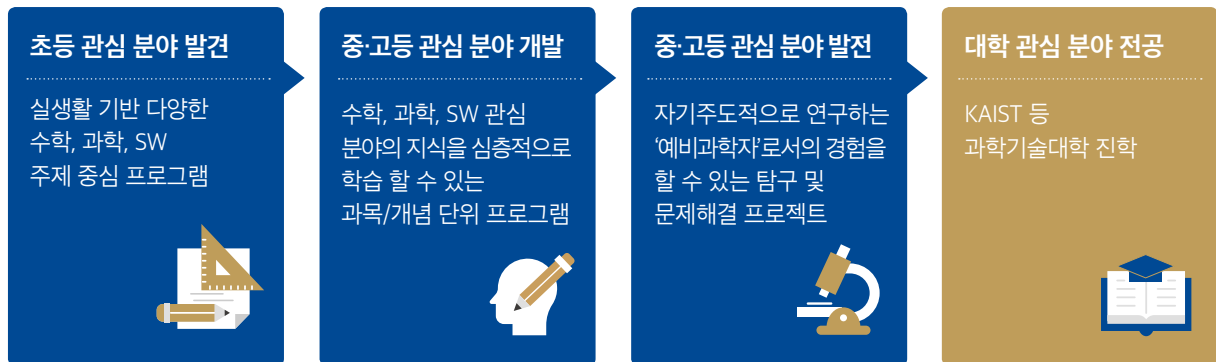 초등 관심 분야 발견
실생활 기반 다양한
수학, 과학, SW
주제 중심 프로그램
중·고등 관심 분야 개발
수학, 과학, SW 관심
분야의 지식을 심층적으로
학습 할 수 있는
과목/개념 단위 프로그램
중·고등 관심 분야 발전
자기주도적으로 연구하는
‘예비과학자’로서의 경험을
할 수 있는 탐구 및
문제해결 프로젝트
대학 관심 분야 전공
KAIST 등
과학기술대학 진학